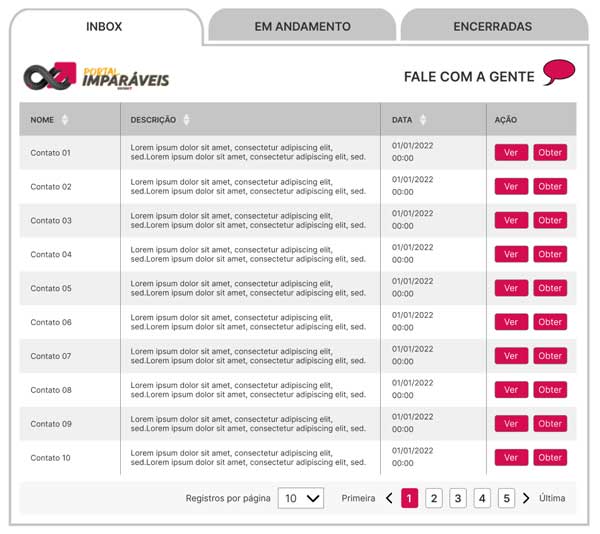 INBOX
EM ANDAMENTO
ENCERRADAS
PORTAL
IMPARÁVEIS
FALE COM A GENTE
NOME
DESCRIÇÃO
DATA
AÇÃO
Contato 01
Lorem ipsum dolor sit amet, consectetur adipiscing elit,
sed.Lorem ipsum dolor sit amet, consectetur adipiscing elit, sed.
01/01/2022
00:00
Ver
Obter
Contato 02
Lorem ipsum dolor sit amet, consectetur adipiscing elit,
sed.Lorem ipsum dolor sit amet, consectetur adipiscing elit, sed.
01/01/2022
00:00
Ver
Obter
Contato 03
Lorem ipsum dolor sit amet, consectetur adipiscing elit,
sed.Lorem ipsum dolor sit amet, consectetur adipiscing elit, sed.
01/01/2022
00:00
Ver
Obter
Contato 04
Lorem ipsum dolor sit amet, consectetur adipiscing elit,
sed.Lorem ipsum dolor sit amet, consectetur adipiscing elit, sed.
01/01/2022
00:00
Ver
Obter
Contato 05
Lorem ipsum dolor sit amet, consectetur adipiscing elit,
sed.Lorem ipsum dolor sit amet, consectetur adipiscing elit, sed.
01/01/2022
00:00
Ver
Obter
Contato 06
Lorem ipsum dolor sit amet, consectetur adipiscing elit,
sed.Lorem ipsum dolor sit amet, consectetur adipiscing elit, sed.
01/01/2022
00:00
Ver
Obter
Contato 07
Lorem ipsum dolor sit amet, consectetur adipiscing elit,
sed.Lorem ipsum dolor sit amet, consectetur adipiscing elit, sed.
01/01/2022
00:00
Ver
Obter
Contato 08
Lorem ipsum dolor sit amet, consectetur adipiscing elit,
sed.Lorem ipsum dolor sit amet, consectetur adipiscing elit, sed.
01/01/2022
00:00
Ver
Obter
Contato 09
Lorem ipsum dolor sit amet, consectetur adipiscing elit,
sed.Lorem ipsum dolor sit amet, consectetur adipiscing elit, sed.
01/01/2022
00:00
Ver
Obter
Contato 10
Lorem ipsum dolor sit amet, consectetur adipiscing elit,
sed.Lorem ipsum dolor sit amet, consectetur adipiscing elit, sed.
01/01/2022
00:00
Ver
Obter
Registros por página
10
Primeira
1
2
3
4
5
Última